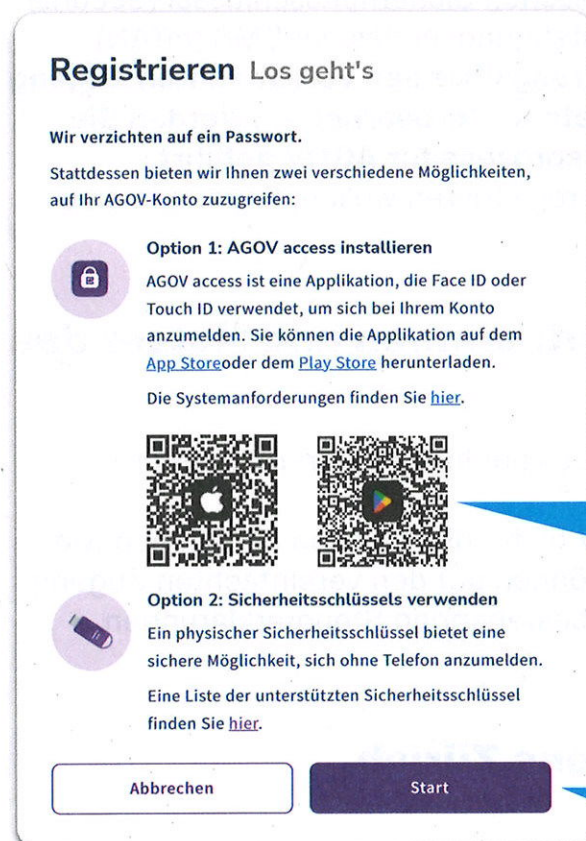 Registrieren Los geht's
Wir verzichten auf ein Passwort.
Stattdessen bieten wir Ihnen zwei verschiedene Möglichkeiten,
auf Ihr AGOV-Konto zuzugreifen:
Option 1: AGOV access installieren
AGOV access ist eine Applikation, die Face ID oder
Touch ID verwendet, um sich bei Ihrem Konto
anzumelden. Sie können die Applikation auf dem
App Storeoder dem Play Store herunterladen.
Die Systemanforderungen finden Sie hier.
Option 2: Sicherheitsschlüssels verwenden
Ein physischer Sicherheitsschlüssel bietet eine
sichere Möglichkeit, sich ohne Telefon anzumelden.
Eine Liste der unterstützten Sicherheitsschlüssel
finden Sie hier.
Abbrechen
Start